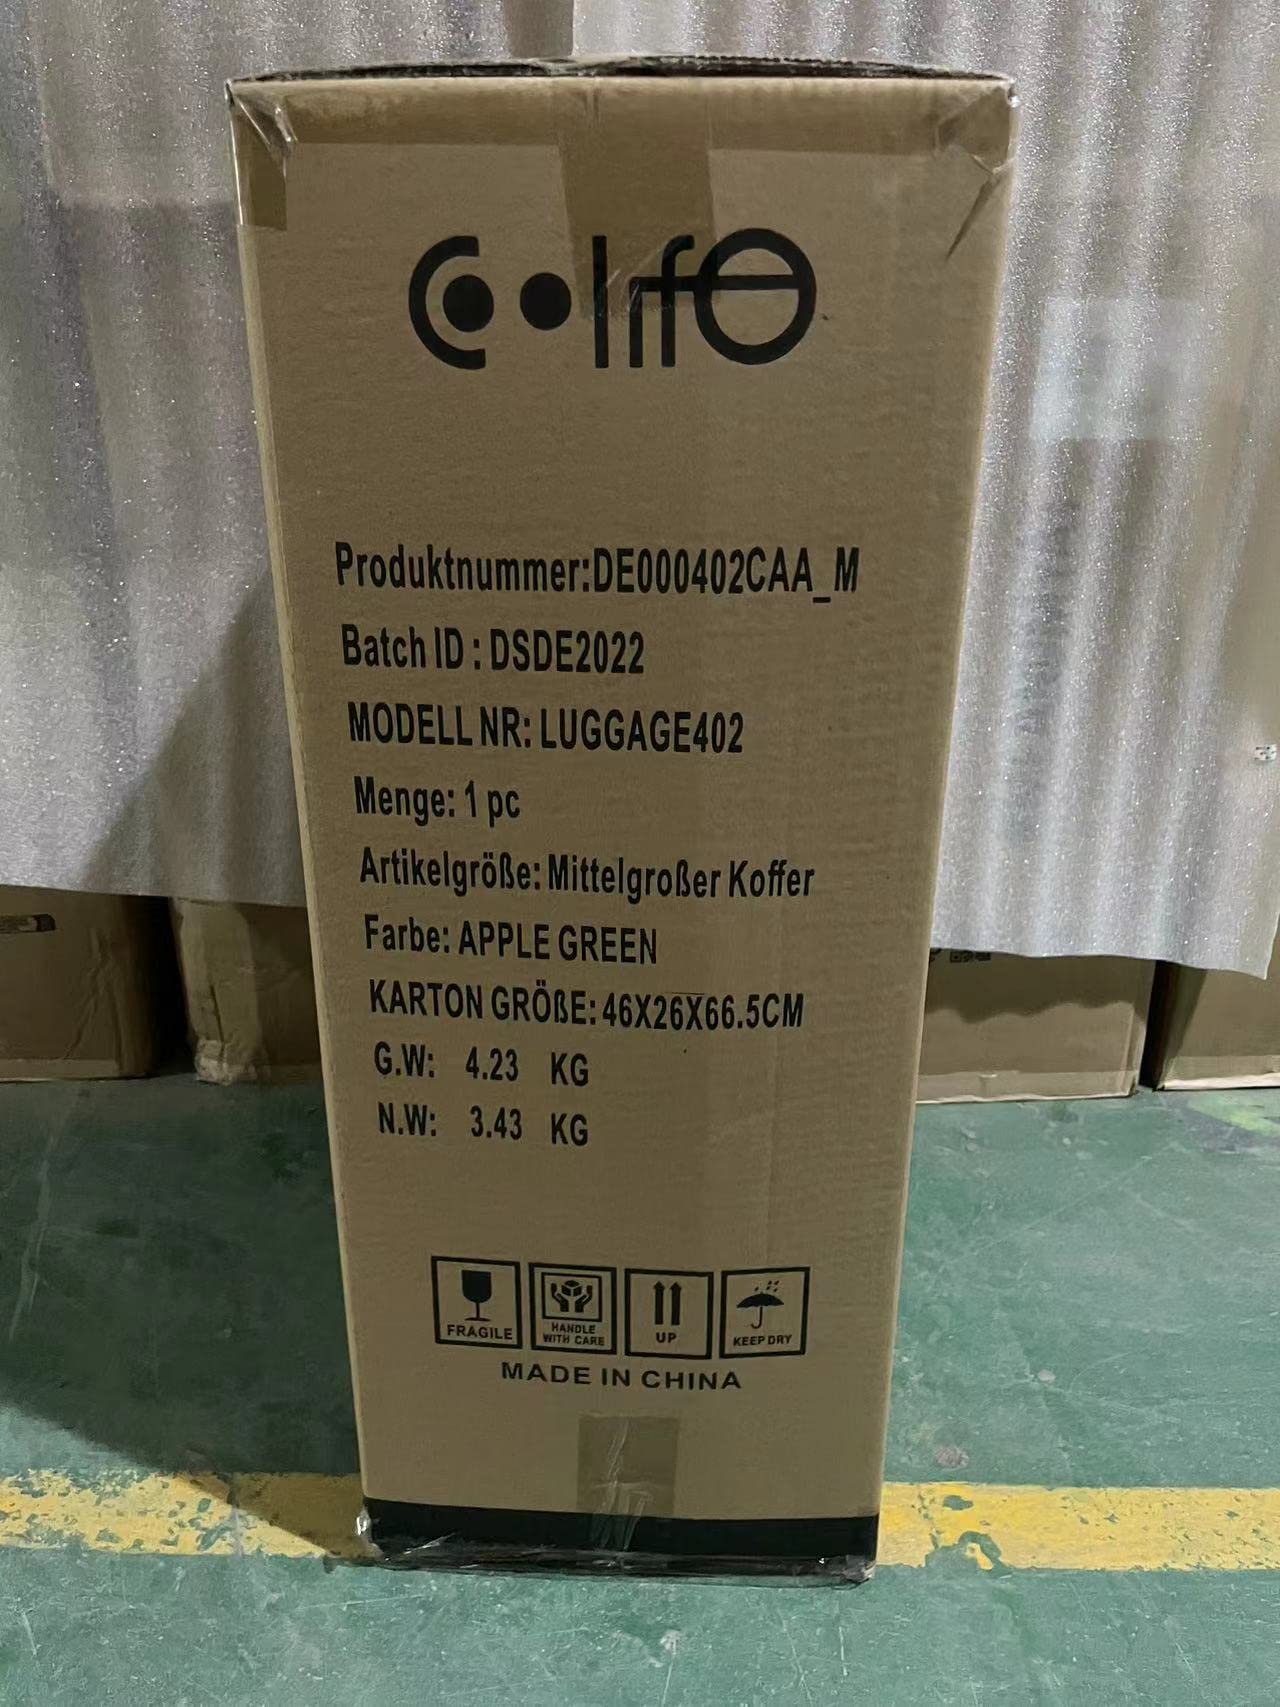 Coolife
Produktnummer:DE000402CAA_M
Batch ID : DSDE2022
MODELL NR: LUGGAGE402
Menge: 1 pc
Artikelgröße: Mittelgroßer Koffer
Farbe: APPLE GREEN
KARTON GRÖßE: 46X26X66.5CM
G.W: 4.23 KG
N.W: 3.43 KG
FRAGILE
HANDLE
WITH CARE
UP
KEEP DRY
MADE IN CHINA